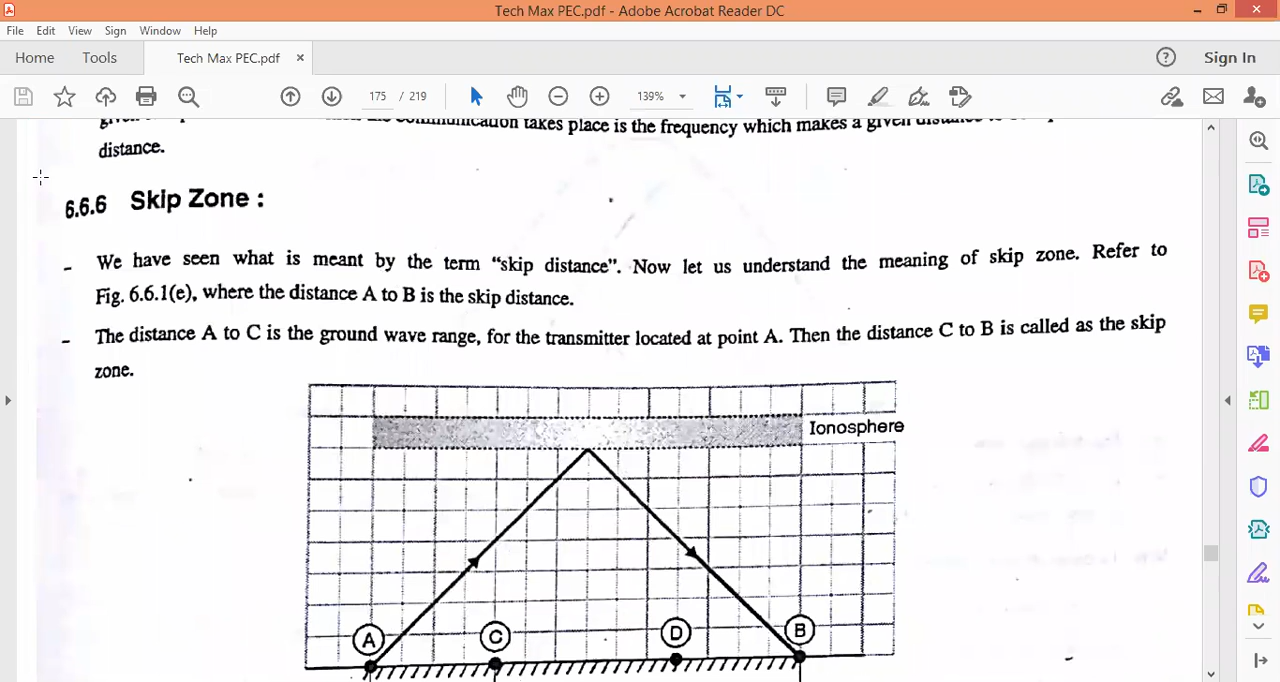 Tech Max PEC.pdf - Adobe Acrobat Reader DC
File Edit View Sign Window Help
Home Tools Tech Max PEC.pdf × Sign In
175 / 219 139%
communication takes place is the frequency which makes a given
distance.
6.6.6 Skip Zone :
- We have seen what is meant by the term “skip distance”. Now let us understand the meaning of skip zone. Refer to
Fig. 6.6.1(e), where the distance A to B is the skip distance.
- The distance A to C is the ground wave range, for the transmitter located at point A. Then the distance C to B is called as the skip
zone.
Ionosphere
A C D B